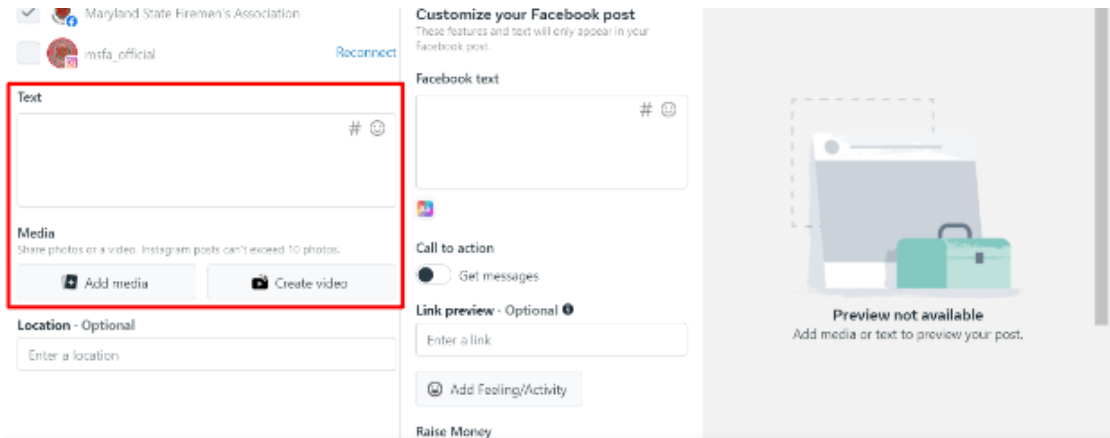 Maryland State Firemen's Association
msfa_official
Reconnect
Text
#
Media
Share photos or a video. Instagram posts can't exceed 10 photos.
Add media
Create video
Location - Optional
Enter a location
Customize your Facebook post
These features and text will only appear in your
Facebook post.
Facebook text
#
Call to action
Get messages
Link preview - Optional
Enter a link
Add Feeling/Activity
Raise Money
Preview not available
Add media or text to preview your post.